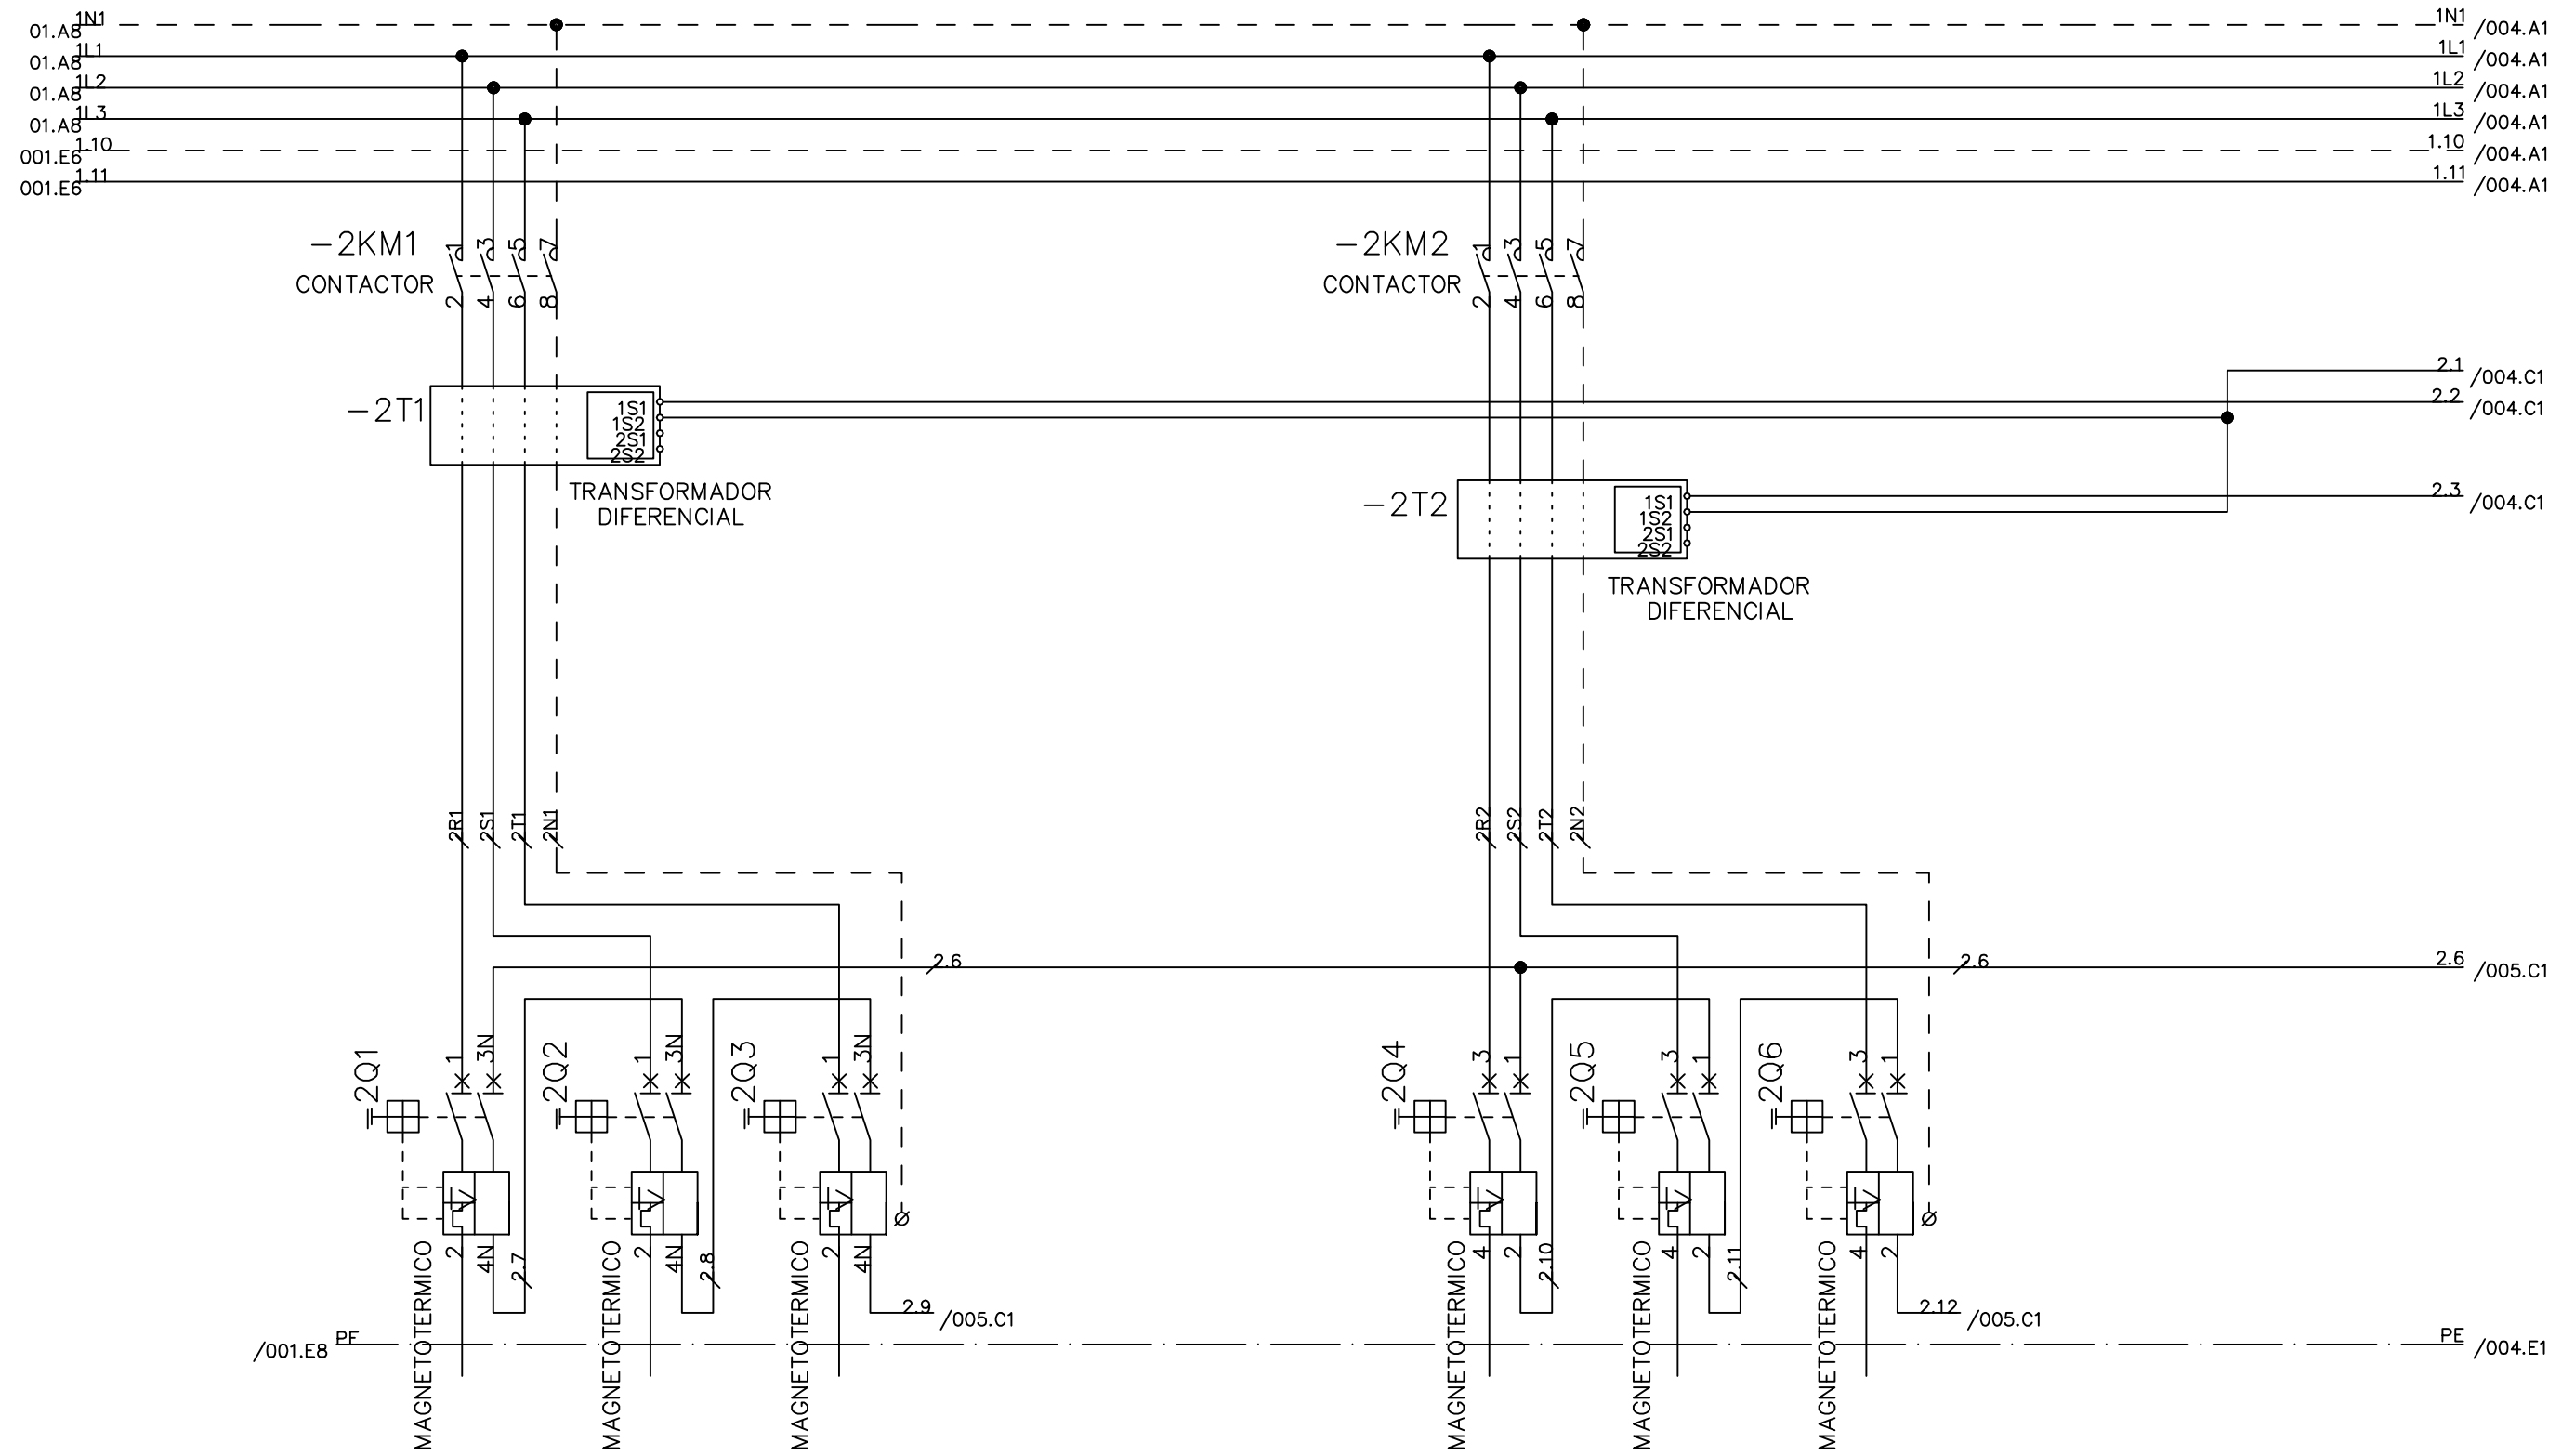 1N1 1N1
01.A8 /004.A1
1L1 1L1
01.A8 /004.A1
1L2 1L2
01.A8 /004.A1
1L3 1L3
01.A8 /004.A1
1.10 1.10
001.E6 /004.A1
1.11 1.11
001.E6 /004.A1
-2KM1 1 3 5 7
CONTACTOR
2 4 6 8
-2KM2 1 3 5 7
CONTACTOR
2 4 6 8
2.1 /004.C1
2.2 /004.C1
-2T1
1S1
1S2
2S1
2S2
TRANSFORMADOR
DIFERENCIAL
2.3 /004.C1
-2T2
1S1
1S2
2S1
2S2
TRANSFORMADOR
DIFERENCIAL
2R1 2S1 2T1 2N1
2R2 2S2 2T2 2N2
2.6 2.6 2.6 /005.C1
2Q1 1 3N
2Q2 1 3N
2Q3 1 3N
2Q4 3 1
2Q5 3 1
2Q6 3 1
2 4N 2.7
2 4N 2.8
2 4N
4 2 2.10
4 2 2.11
4 2
MAGNETOTERMICO
MAGNETOTERMICO
MAGNETOTERMICO
MAGNETOTERMICO
MAGNETOTERMICO
MAGNETOTERMICO
2.9 /005.C1
2.12 /005.C1
/001.E8 PE PE /004.E1